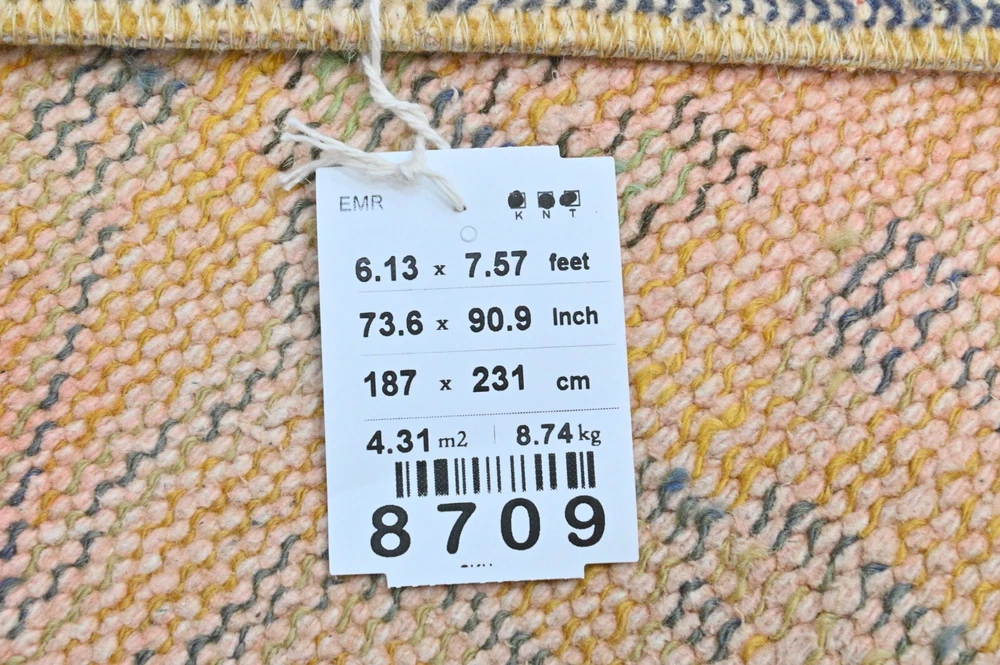 EMR
K N T
6.13 x 7.57 feet
73.6 x 90.9 Inch
187 x 231 cm
4.31 m2 | 8.74 kg
8709